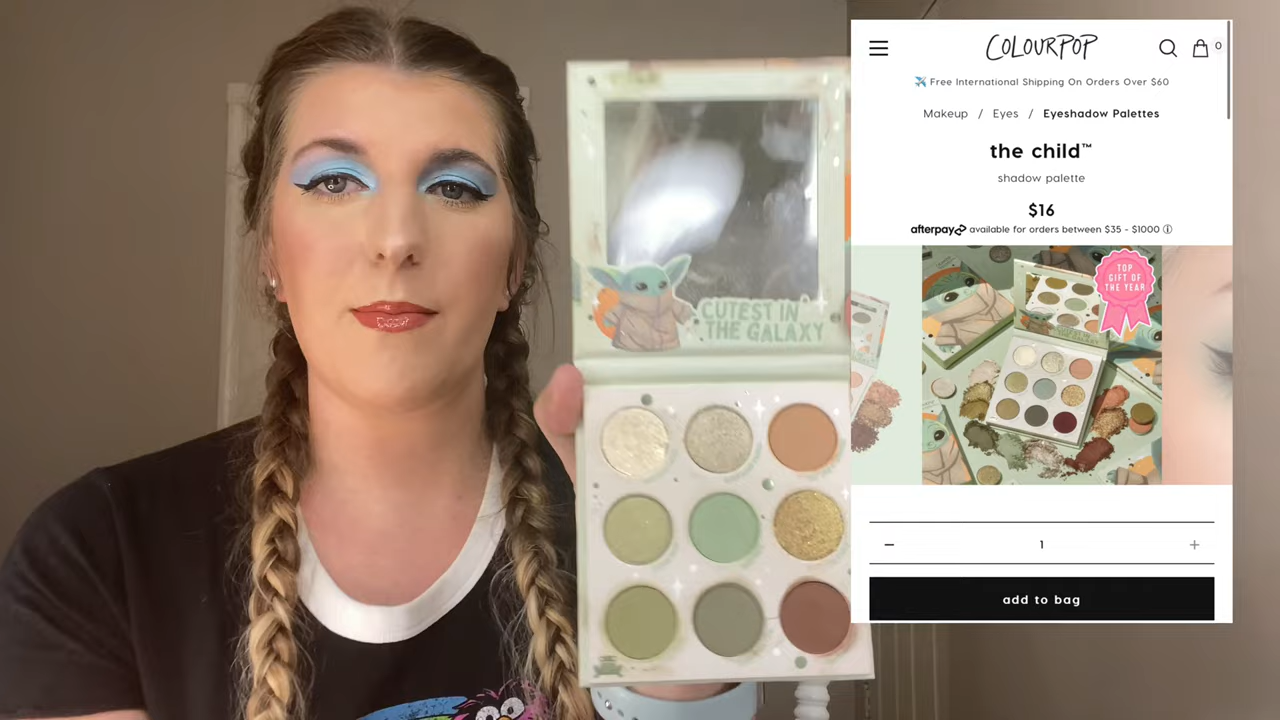 CUTEST IN
THE GALAXY
COLOURPOP
0
✈️ Free International Shipping On Orders Over $60
Makeup / Eyes / Eyeshadow Palettes
the child™
shadow palette
$16
afterpay available for orders between $35 - $1000 ⓘ
TOP
GIFT OF
THE YEAR
− 1 +
add to bag